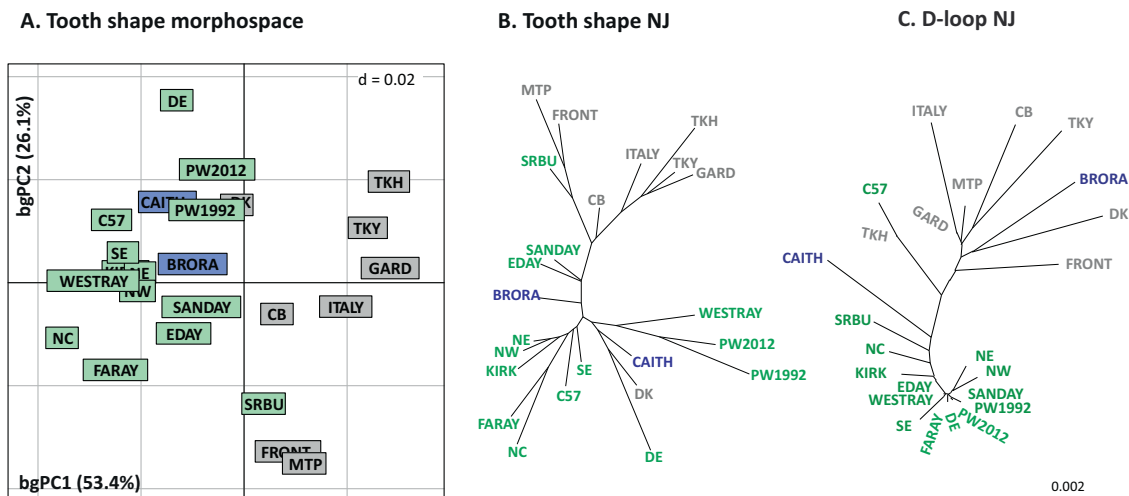 A. Tooth shape morphospace
d = 0.02
bgPC2 (26.1%)
bgPC1 (53.4%)
DE
PW2012
CAITH
PW1992
DK
TKH
C57
TKY
SE
BRORA
GARD
NE
WESTRAY
NW
SANDAY
CB
ITALY
NC
EDAY
FARAY
SRBU
FRONT
MTP
B. Tooth shape NJ
MTP
FRONT
TKH
SRBU
ITALY
TKY
GARD
CB
SANDAY
EDAY
BRORA
WESTRAY
NE
NW
KIRK
SE
CAITH
PW2012
PW1992
C57
DK
FARAY
NC
DE
C. D-loop NJ
ITALY
CB
TKY
C57
MTP
BRORA
GARD
DK
TKH
CAITH
FRONT
SRBU
NC
NE
KIRK
NW
EDAY
SANDAY
WESTRAY
PW1992
SE
FARAY
DE
PW2012
0.002